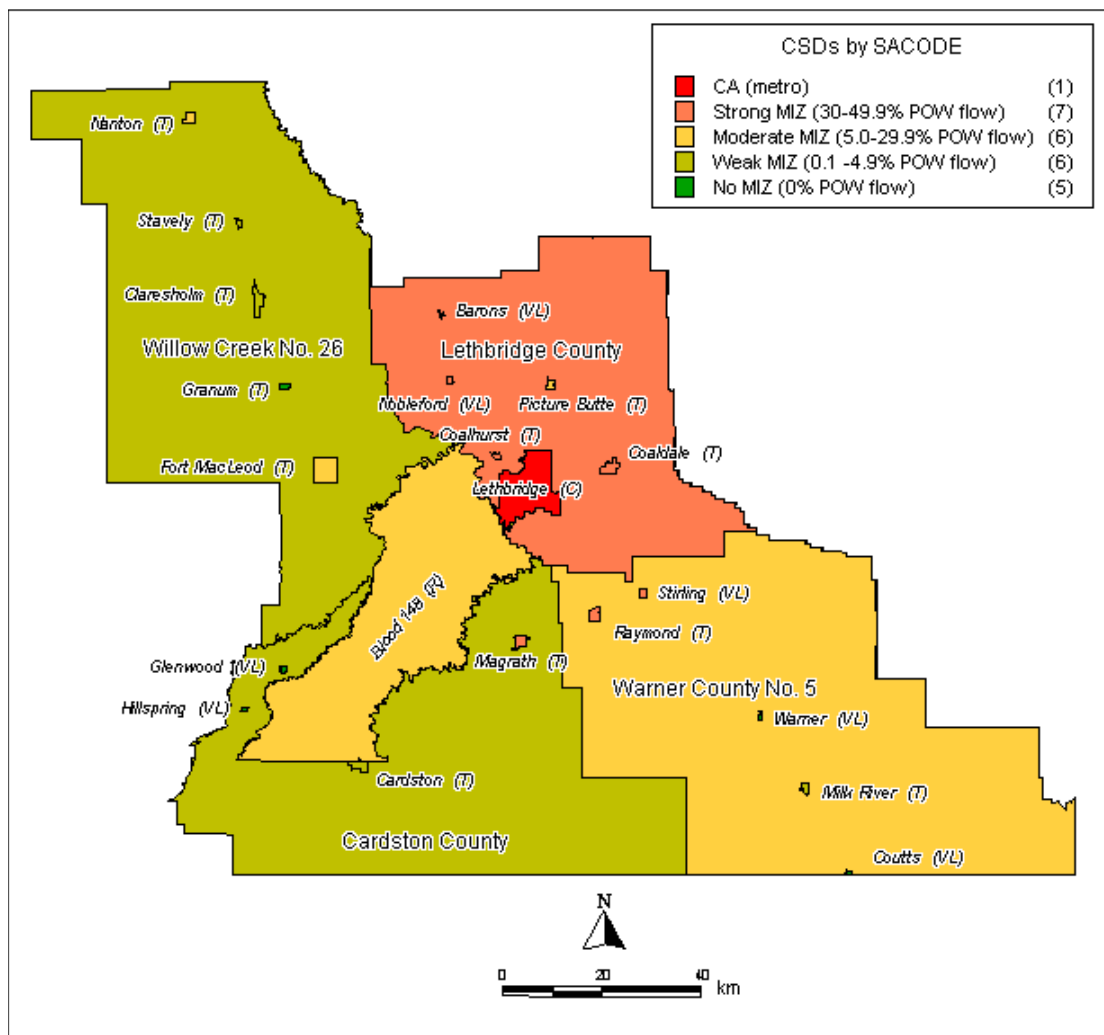 CSDs by SACODE
CA (metro) (1)
Strong MIZ (30-49.9% POW flow) (7)
Moderate MIZ (5.0-29.9% POW flow) (6)
Weak MIZ (0.1 -4.9% POW flow) (6)
No MIZ (0% POW flow) (5)
Nanton (T)
Stavely (T)
Claresholm (T)
Barons (VL)
Willow Creek No. 26
Lethbridge County
Granum (T)
Nobleford (VL)
Picture Butte (T)
Coalhurst (T)
Fort MacLeod (T)
Coaldale (T)
Lethbridge (C)
Blood 148 (R)
Stirling (VL)
Raymond (T)
Glenwood (VL)
Magrath (T)
Warner County No. 5
Hillspring (VL)
Warner (VL)
Cardston (T)
Milk River (T)
Cardston County
Coutts (VL)
N
0 20 40
km